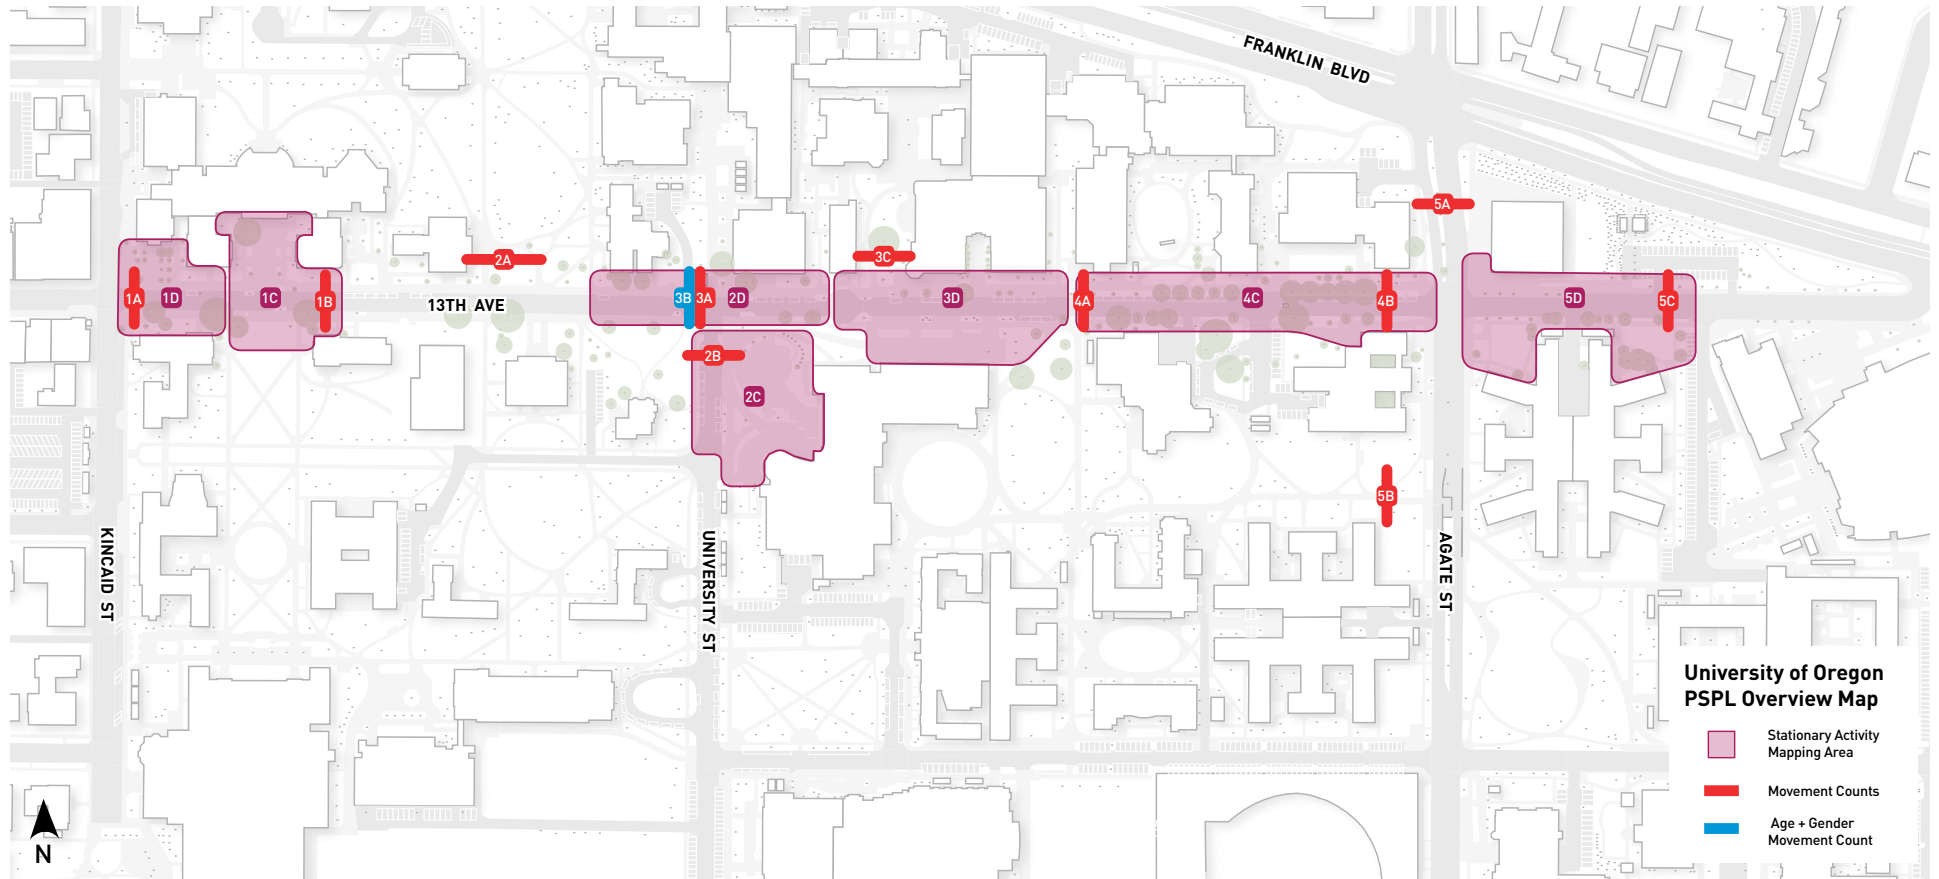 FRANKLIN BLVD
5A
2A
3C
1A
1D
1C
1B
13TH AVE
3B
3A
2D
3D
4A
4C
4B
5D
5C
2B
2C
5B
KINCAID ST
UNIVERSITY ST
AGATE ST
University of Oregon
PSPL Overview Map
Stationary Activity
Mapping Area
Movement Counts
Age + Gender
Movement Count
N